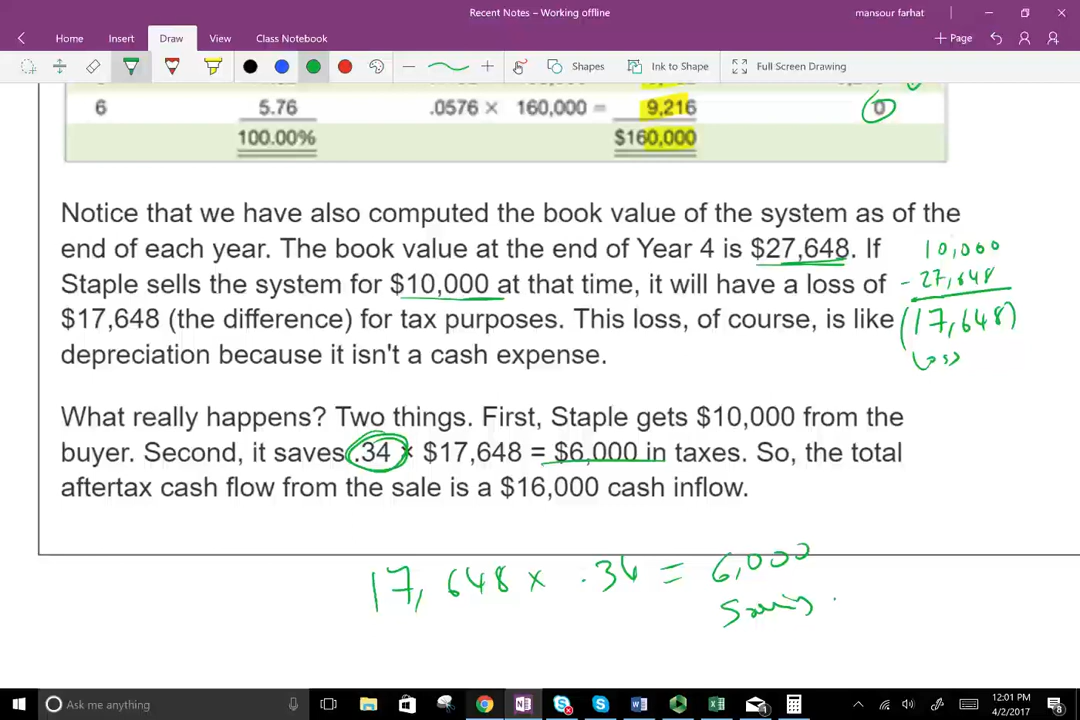 Recent Notes – Working offline
mansour farhat
Home Insert Draw View Class Notebook
Page
Shapes Ink to Shape Full Screen Drawing
6 5.76 .0576 × 160,000 = 9,216 0
100.00% $160,000
Notice that we have also computed the book value of the system as of the
end of each year. The book value at the end of Year 4 is $27,648. If
Staple sells the system for $10,000 at that time, it will have a loss of
$17,648 (the difference) for tax purposes. This loss, of course, is like
depreciation because it isn't a cash expense.
10,000
- 27,648
(17,648)
Loss
What really happens? Two things. First, Staple gets $10,000 from the
buyer. Second, it saves .34 × $17,648 = $6,000 in taxes. So, the total
aftertax cash flow from the sale is a $16,000 cash inflow.
17,648 x .34 = 6,000
Saving
Ask me anything
12:01 PM
4/2/2017
8